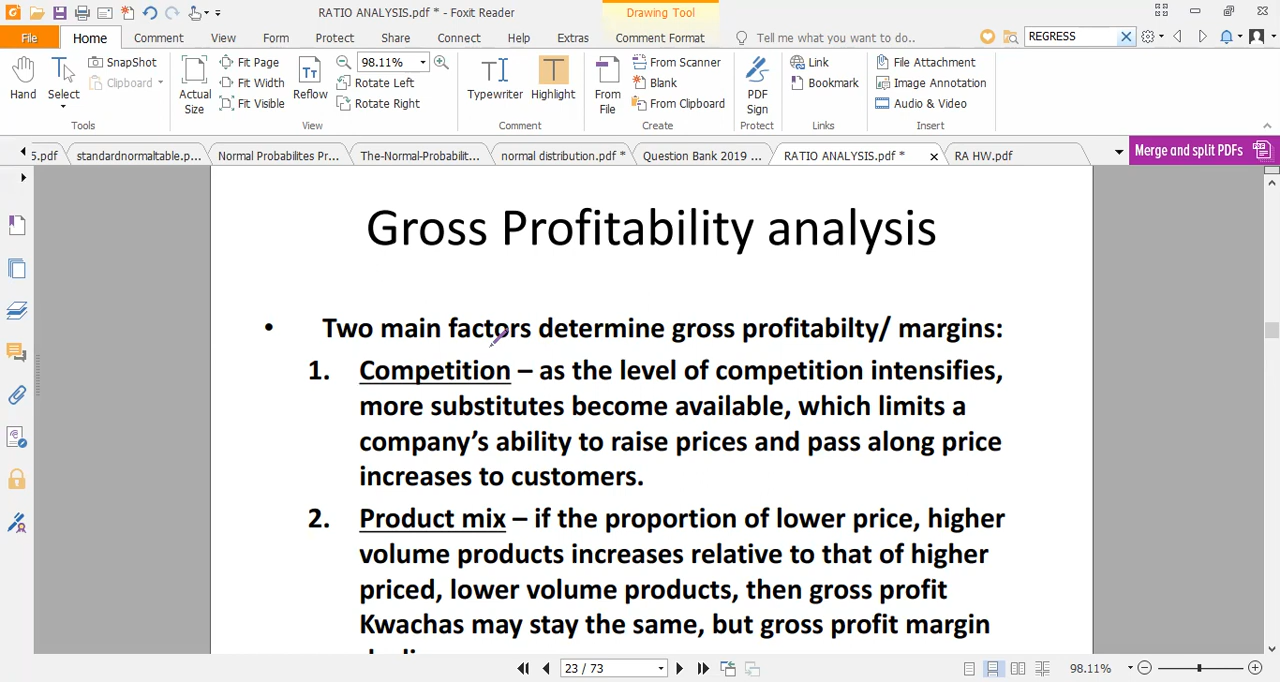 RATIO ANALYSIS.pdf * - Foxit Reader
Drawing Tool
File Home Comment View Form Protect Share Connect Help Extras Comment Format Tell me what you want to do.. REGRESS
Hand
Select
SnapShot
Clipboard
Tools
Actual Size
Fit Page
Fit Width
Fit Visible
Reflow
98.11%
Rotate Left
Rotate Right
View
Typewriter
Highlight
Comment
From File
From Scanner
Blank
From Clipboard
Create
PDF Sign
Protect
Link
Bookmark
Links
File Attachment
Image Annotation
Audio & Video
Insert
5.pdf standardnormaltable.p... Normal Probabilites Pr... The-Normal-Probabilit... normal distribution.pdf * Question Bank 2019 ... RATIO ANALYSIS.pdf * RA HW.pdf Merge and split PDFs
Gross Profitability analysis
• Two main factors determine gross profitabilty/ margins:
1. Competition – as the level of competition intensifies,
more substitutes become available, which limits a
company's ability to raise prices and pass along price
increases to customers.
2. Product mix – if the proportion of lower price, higher
volume products increases relative to that of higher
priced, lower volume products, then gross profit
Kwachas may stay the same, but gross profit margin
23 / 73
98.11%